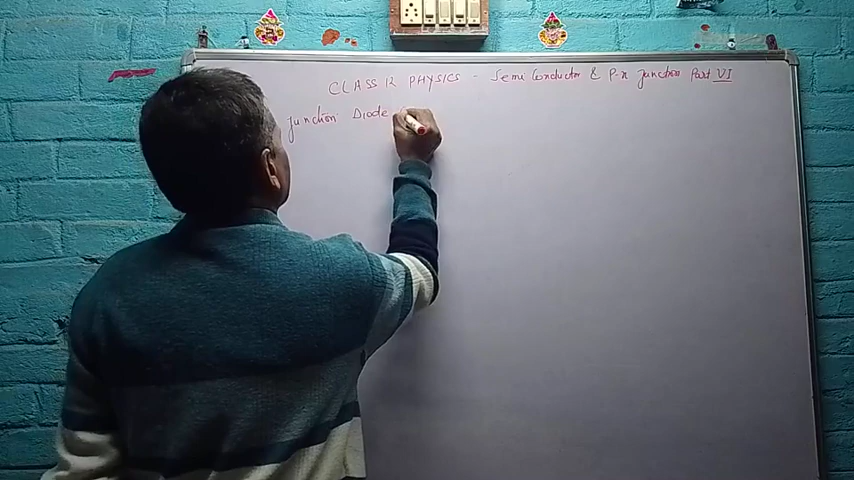 CLASS 12 PHYSICS - Semi Conductor & P-n Junction Part VI
Junction Diode